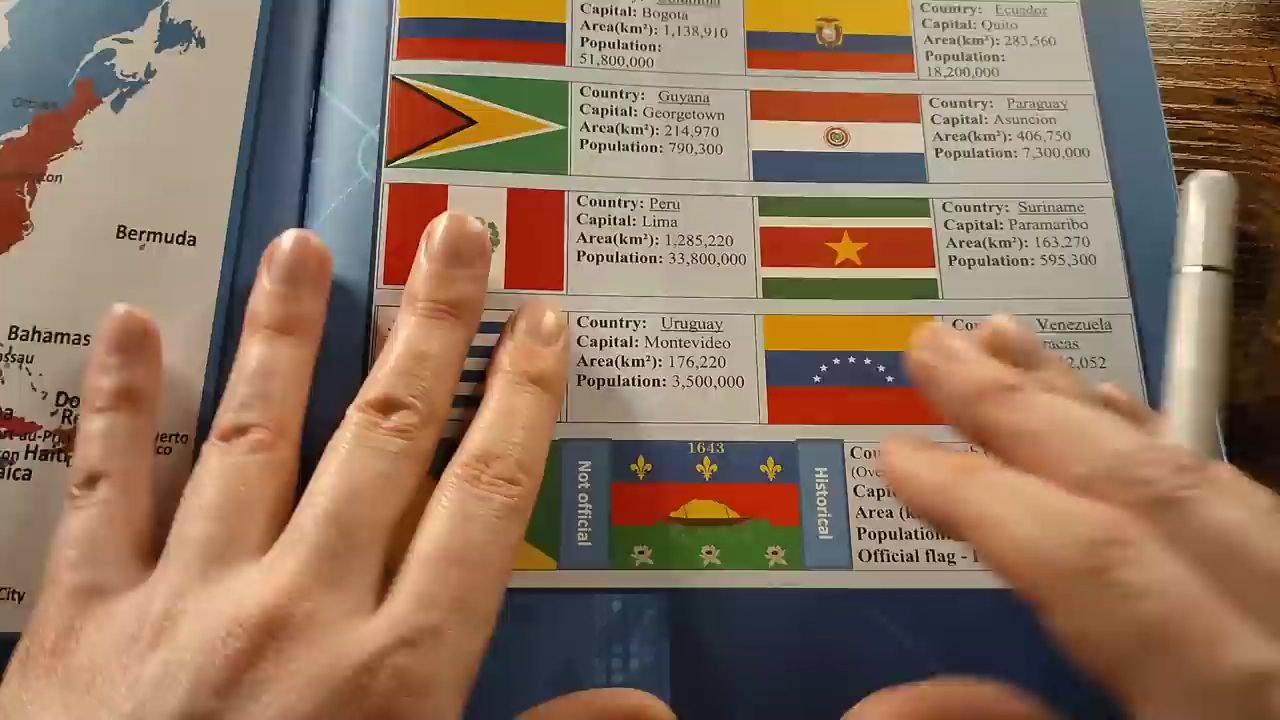 Capital: Bogota
Area(km²): 1,138,910
Population:
51,800,000
Country: Ecuador
Capital: Quito
Area(km²): 283,560
Population:
18,200,000
Country: Guyana
Capital: Georgetown
Area(km²): 214,970
Population: 790,300
Country: Paraguay
Capital: Asuncion
Area(km²): 406,750
Population: 7,300,000
Country: Peru
Capital: Lima
Area(km²): 1,285,220
Population: 33,800,000
Country: Suriname
Capital: Paramaribo
Area(km²): 163,270
Population: 595,300
Country: Uruguay
Capital: Montevideo
Area(km²): 176,220
Population: 3,500,000
Venezuela
Not official
1643
Historical
Area
Population
Official flag -
Bermuda
Bahamas
City